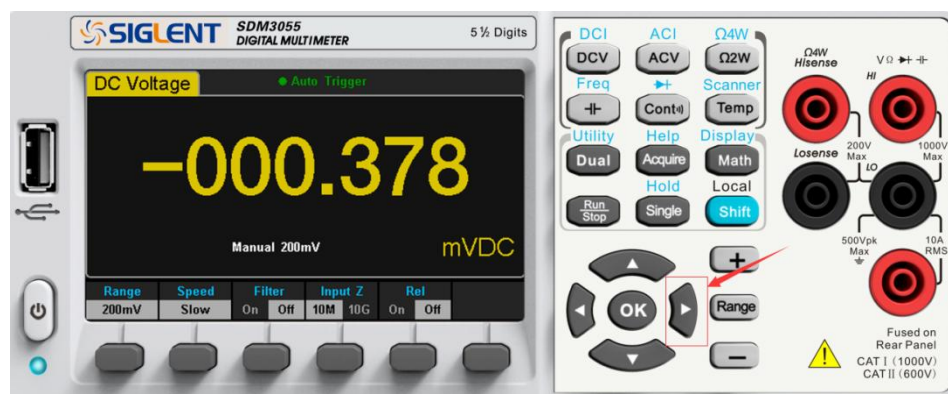 SIGLENT SDM3055 DIGITAL MULTIMETER 5 ½ Digits
DC Voltage Auto Trigger
−000.378
Manual 200mV mVDC
Range Speed Filter Input Z Rel
200mV Slow On Off 10M 10G On Off
DCI ACI Ω4W
DCV ACV Ω2W
Freq Scanner
Cont Temp
Utility Help Display
Dual Acquire Math
Hold Local
Run Stop Single Shift
OK
+
Range
−
Ω4W
Hisense
VΩ
HI
200V
Max
1000V
Max
Losense
LO
500Vpk
Max
10A
RMS
Fused on
Rear Panel
CAT I (1000V)
CAT II (600V)